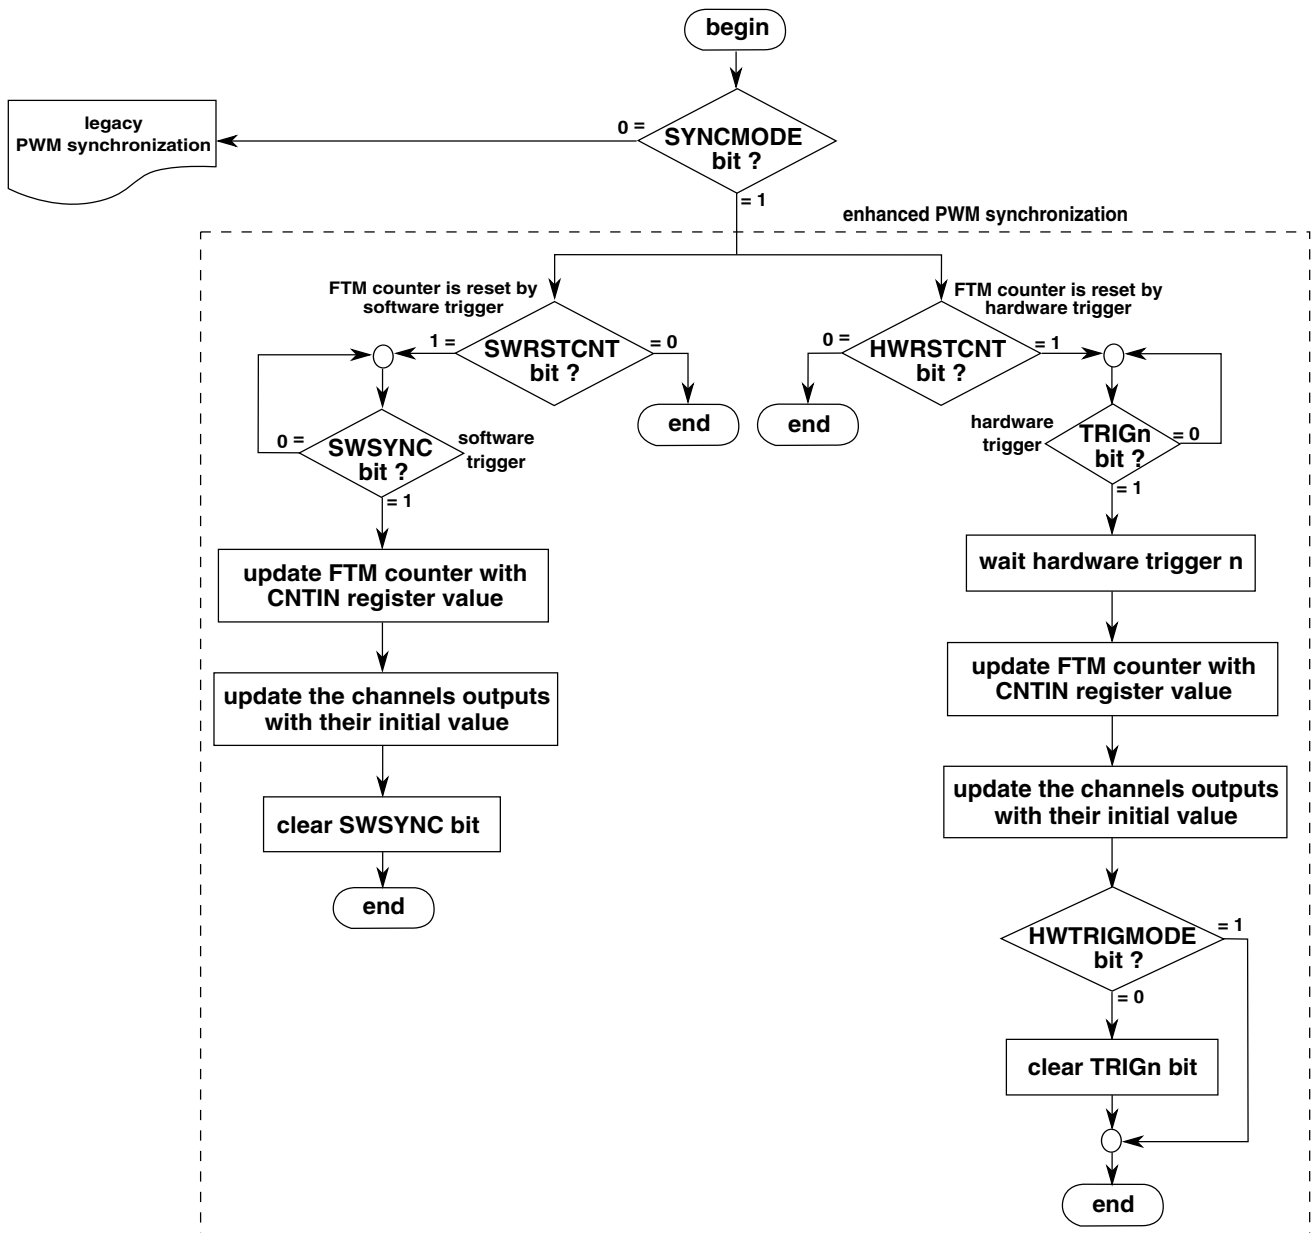 begin
legacy
PWM synchronization
0 =
SYNCMODE
bit ?
= 1
enhanced PWM synchronization
FTM counter is reset by
software trigger
FTM counter is reset by
hardware trigger
1 =
SWRSTCNT
bit ?
= 0
end
0 =
HWRSTCNT
bit ?
= 1
end
0 =
SWSYNC
bit ?
software
trigger
= 1
hardware
trigger
TRIGn
bit ?
= 0
= 1
update FTM counter with
CNTIN register value
wait hardware trigger n
update the channels outputs
with their initial value
update FTM counter with
CNTIN register value
clear SWSYNC bit
update the channels outputs
with their initial value
end
HWTRIGMODE
bit ?
= 1
= 0
clear TRIGn bit
end